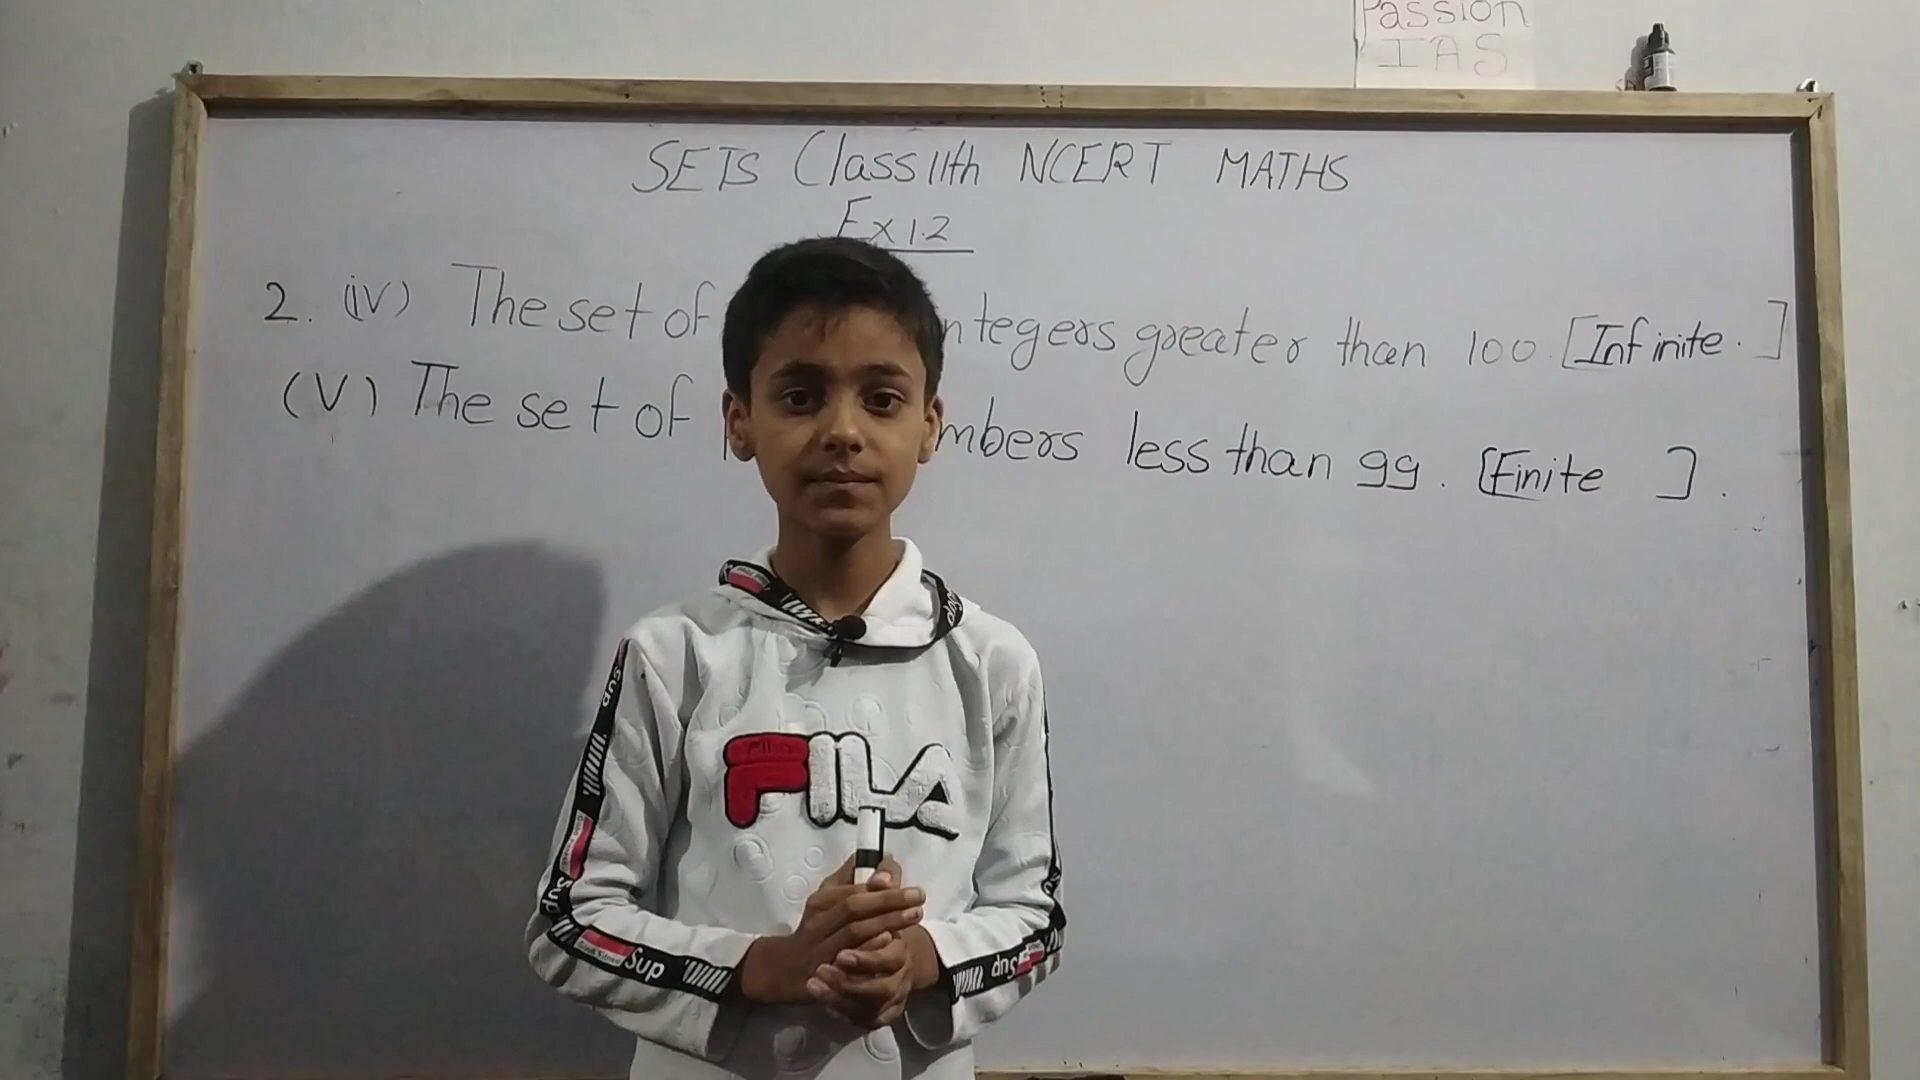 Passion
IAS
SETS Class 11th NCERT MATHS
Ex 1.2
2. (iv) The set of ntegers greater than 100 [Infinite.]
(V) The set of mbers less than 99. [Finite ].
FILA
Sup
Sup
Sup